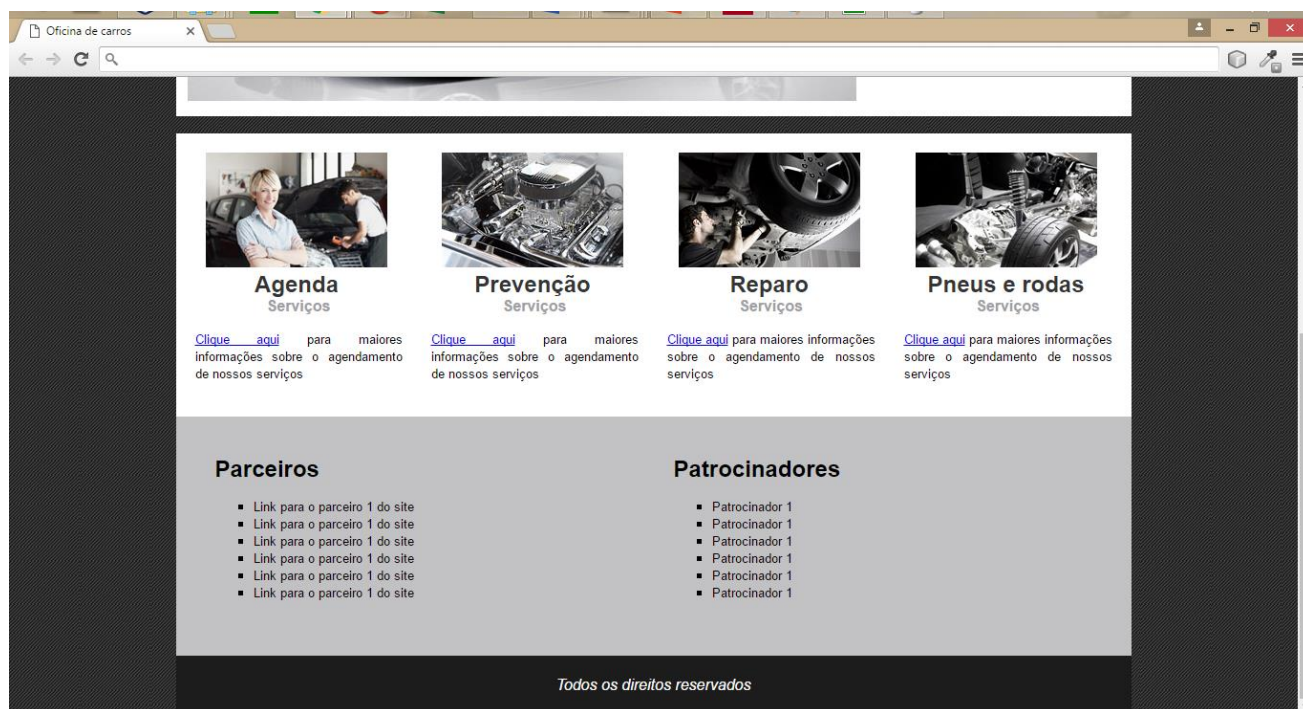 Oficina de carros
Agenda
Serviços
Clique aqui para maiores
informações sobre o agendamento
de nossos serviços
Prevenção
Serviços
Clique aqui para maiores
informações sobre o agendamento
de nossos serviços
Reparo
Serviços
Clique aqui para maiores informações
sobre o agendamento de nossos
serviços
Pneus e rodas
Serviços
Clique aqui para maiores informações
sobre o agendamento de nossos
serviços
Parceiros
Link para o parceiro 1 do site
Link para o parceiro 1 do site
Link para o parceiro 1 do site
Link para o parceiro 1 do site
Link para o parceiro 1 do site
Link para o parceiro 1 do site
Patrocinadores
Patrocinador 1
Patrocinador 1
Patrocinador 1
Patrocinador 1
Patrocinador 1
Patrocinador 1
Todos os direitos reservados